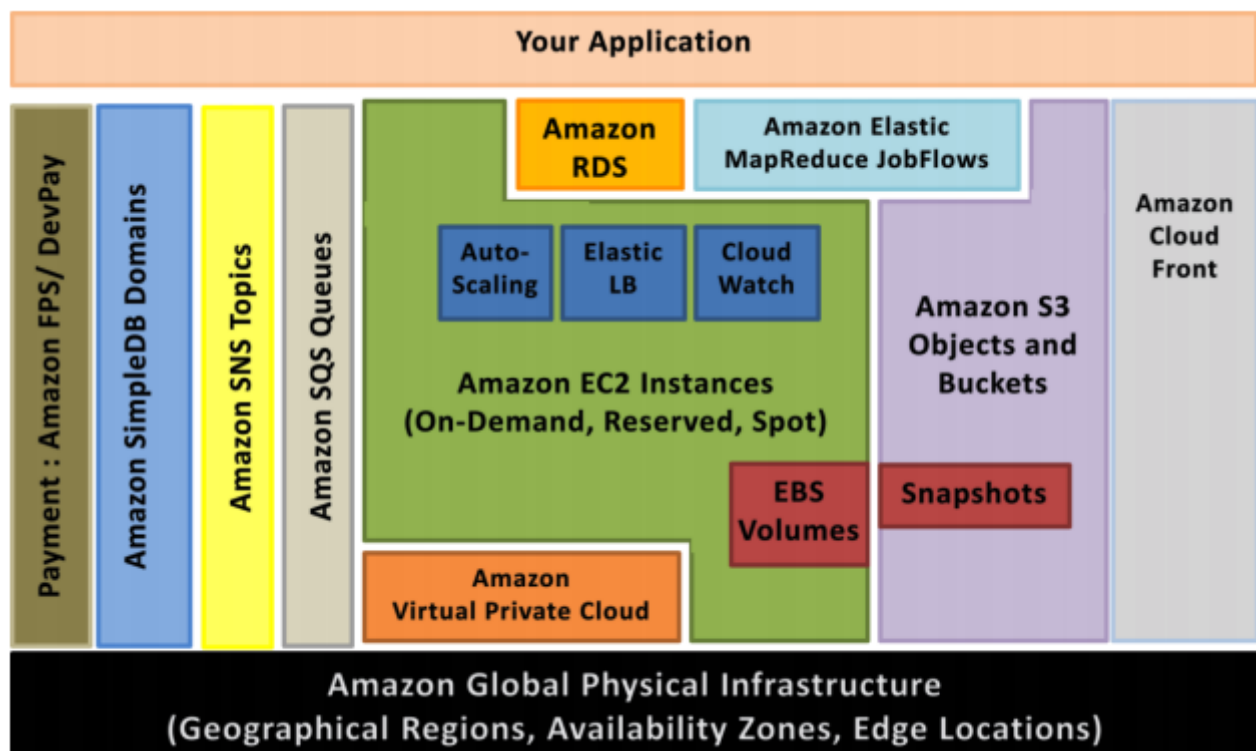 Your Application
Payment : Amazon FPS/ DevPay
Amazon SimpleDB Domains
Amazon SNS Topics
Amazon SQS Queues
Amazon
RDS
Amazon Elastic
MapReduce JobFlows
Auto-
Scaling
Elastic
LB
Cloud
Watch
Amazon EC2 Instances
(On-Demand, Reserved, Spot)
EBS
Volumes
Amazon
Virtual Private Cloud
Amazon S3
Objects and
Buckets
Snapshots
Amazon
Cloud
Front
Amazon Global Physical Infrastructure
(Geographical Regions, Availability Zones, Edge Locations)